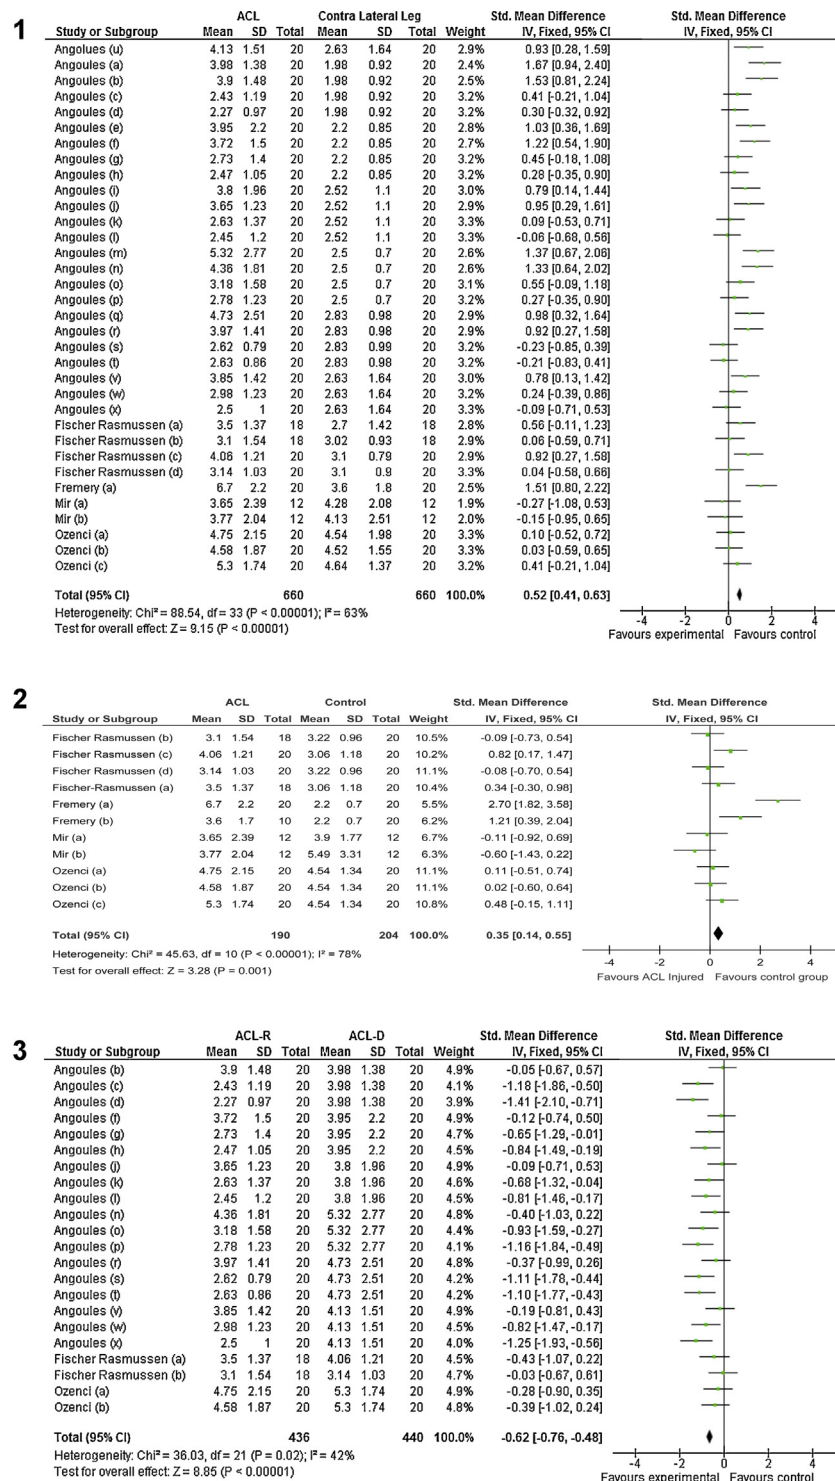 1
ACL Contra Lateral Leg Std. Mean Difference Std. Mean Difference
Study or Subgroup Mean SD Total Mean SD Total Weight IV, Fixed, 95% CI IV, Fixed, 95% CI
Angolues (u) 4.13 1.51 20 2.63 1.64 20 2.9% 0.93 [0.28, 1.59]
Angoules (a) 3.98 1.38 20 1.98 0.92 20 2.4% 1.67 [0.94, 2.40]
Angoules (b) 3.9 1.48 20 1.98 0.92 20 2.5% 1.53 [0.81, 2.24]
Angoules (c) 2.43 1.19 20 1.98 0.92 20 3.2% 0.41 [-0.21, 1.04]
Angoules (d) 2.27 0.97 20 1.98 0.92 20 3.2% 0.30 [-0.32, 0.92]
Angoules (e) 3.95 2.2 20 2.2 0.85 20 2.8% 1.03 [0.36, 1.69]
Angoules (f) 3.72 1.5 20 2.2 0.85 20 2.7% 1.22 [0.54, 1.90]
Angoules (g) 2.73 1.4 20 2.2 0.85 20 3.2% 0.45 [-0.18, 1.08]
Angoules (h) 2.47 1.05 20 2.2 0.85 20 3.2% 0.28 [-0.35, 0.90]
Angoules (i) 3.8 1.96 20 2.52 1.1 20 3.0% 0.79 [0.14, 1.44]
Angoules (j) 3.65 1.23 20 2.52 1.1 20 2.9% 0.95 [0.29, 1.61]
Angoules (k) 2.63 1.37 20 2.52 1.1 20 3.3% 0.09 [-0.53, 0.71]
Angoules (l) 2.45 1.2 20 2.52 1.1 20 3.3% -0.06 [-0.68, 0.56]
Angoules (m) 5.32 2.77 20 2.5 0.7 20 2.6% 1.37 [0.67, 2.06]
Angoules (n) 4.36 1.81 20 2.5 0.7 20 2.6% 1.33 [0.64, 2.02]
Angoules (o) 3.18 1.58 20 2.5 0.7 20 3.1% 0.55 [-0.09, 1.18]
Angoules (p) 2.78 1.23 20 2.5 0.7 20 3.2% 0.27 [-0.35, 0.90]
Angoules (q) 4.73 2.51 20 2.83 0.98 20 2.9% 0.98 [0.32, 1.64]
Angoules (r) 3.97 1.41 20 2.83 0.98 20 2.9% 0.92 [0.27, 1.58]
Angoules (s) 2.62 0.79 20 2.83 0.99 20 3.2% -0.23 [-0.85, 0.39]
Angoules (t) 2.63 0.86 20 2.83 0.98 20 3.2% -0.21 [-0.83, 0.41]
Angoules (v) 3.85 1.42 20 2.63 1.64 20 3.0% 0.78 [0.13, 1.42]
Angoules (w) 2.98 1.23 20 2.63 1.64 20 3.2% 0.24 [-0.39, 0.86]
Angoules (x) 2.5 1 20 2.63 1.64 20 3.2% -0.09 [-0.71, 0.53]
Fischer Rasmussen (a) 3.5 1.37 18 2.7 1.42 18 2.8% 0.56 [-0.11, 1.23]
Fischer Rasmussen (b) 3.1 1.54 18 3.02 0.93 18 2.9% 0.06 [-0.59, 0.71]
Fischer Rasmussen (c) 4.06 1.21 20 3.1 0.79 20 2.9% 0.92 [0.27, 1.58]
Fischer Rasmussen (d) 3.14 1.03 20 3.1 0.9 20 3.3% 0.04 [-0.58, 0.66]
Fremery (a) 6.7 2.2 20 3.6 1.8 20 2.5% 1.51 [0.80, 2.22]
Mir (a) 3.65 2.39 12 4.28 2.08 12 1.9% -0.27 [-1.08, 0.53]
Mir (b) 3.77 2.04 12 4.13 2.51 12 2.0% -0.15 [-0.95, 0.65]
Ozenci (a) 4.75 2.15 20 4.54 1.98 20 3.3% 0.10 [-0.52, 0.72]
Ozenci (b) 4.58 1.87 20 4.52 1.55 20 3.3% 0.03 [-0.59, 0.65]
Ozenci (c) 5.3 1.74 20 4.64 1.37 20 3.2% 0.41 [-0.21, 1.04]
Total (95% CI) 660 660 100.0% 0.52 [0.41, 0.63]
Heterogeneity: Chi² = 88.54, df = 33 (P < 0.00001); I² = 63%
Test for overall effect: Z = 9.15 (P < 0.00001)
-4 -2 0 2 4
Favours experimental Favours control
2
ACL Control Std. Mean Difference Std. Mean Difference
Study or Subgroup Mean SD Total Mean SD Total Weight IV, Fixed, 95% CI IV, Fixed, 95% CI
Fischer Rasmussen (b) 3.1 1.54 18 3.22 0.96 20 10.5% -0.09 [-0.73, 0.54]
Fischer Rasmussen (c) 4.06 1.21 20 3.06 1.18 20 10.2% 0.82 [0.17, 1.47]
Fischer Rasmussen (d) 3.14 1.03 20 3.22 0.96 20 11.1% -0.08 [-0.70, 0.54]
Fischer-Rasmussen (a) 3.5 1.37 18 3.06 1.18 20 10.4% 0.34 [-0.30, 0.98]
Fremery (a) 6.7 2.2 20 2.2 0.7 20 5.5% 2.70 [1.82, 3.58]
Fremery (b) 3.6 1.7 10 2.2 0.7 20 6.2% 1.21 [0.39, 2.04]
Mir (a) 3.65 2.39 12 3.9 1.77 12 6.7% -0.11 [-0.92, 0.69]
Mir (b) 3.77 2.04 12 5.49 3.31 12 6.3% -0.60 [-1.43, 0.22]
Ozenci (a) 4.75 2.15 20 4.54 1.34 20 11.1% 0.11 [-0.51, 0.74]
Ozenci (b) 4.58 1.87 20 4.54 1.34 20 11.1% 0.02 [-0.60, 0.64]
Ozenci (c) 5.3 1.74 20 4.54 1.34 20 10.8% 0.48 [-0.15, 1.11]
Total (95% CI) 190 204 100.0% 0.35 [0.14, 0.55]
Heterogeneity: Chi² = 45.63, df = 10 (P < 0.00001); I² = 78%
Test for overall effect: Z = 3.28 (P = 0.001)
-4 -2 0 2 4
Favours ACL Injured Favours control group
3
ACL-R ACL-D Std. Mean Difference Std. Mean Difference
Study or Subgroup Mean SD Total Mean SD Total Weight IV, Fixed, 95% CI IV, Fixed, 95% CI
Angoules (b) 3.9 1.48 20 3.98 1.38 20 4.9% -0.05 [-0.67, 0.57]
Angoules (c) 2.43 1.19 20 3.98 1.38 20 4.1% -1.18 [-1.86, -0.50]
Angoules (d) 2.27 0.97 20 3.98 1.38 20 3.9% -1.41 [-2.10, -0.71]
Angoules (f) 3.72 1.5 20 3.95 2.2 20 4.9% -0.12 [-0.74, 0.50]
Angoules (g) 2.73 1.4 20 3.95 2.2 20 4.7% -0.65 [-1.29, -0.01]
Angoules (h) 2.47 1.05 20 3.95 2.2 20 4.5% -0.84 [-1.49, -0.19]
Angoules (j) 3.65 1.23 20 3.8 1.96 20 4.9% -0.09 [-0.71, 0.53]
Angoules (k) 2.63 1.37 20 3.8 1.96 20 4.6% -0.68 [-1.32, -0.04]
Angoules (l) 2.45 1.2 20 3.8 1.96 20 4.5% -0.81 [-1.46, -0.17]
Angoules (n) 4.36 1.81 20 5.32 2.77 20 4.8% -0.40 [-1.03, 0.22]
Angoules (o) 3.18 1.58 20 5.32 2.77 20 4.4% -0.93 [-1.59, -0.27]
Angoules (p) 2.78 1.23 20 5.32 2.77 20 4.1% -1.16 [-1.84, -0.49]
Angoules (r) 3.97 1.41 20 4.73 2.51 20 4.8% -0.37 [-0.99, 0.26]
Angoules (s) 2.62 0.79 20 4.73 2.51 20 4.2% -1.11 [-1.78, -0.44]
Angoules (t) 2.63 0.86 20 4.73 2.51 20 4.2% -1.10 [-1.77, -0.43]
Angoules (v) 3.85 1.42 20 4.13 1.51 20 4.9% -0.19 [-0.81, 0.43]
Angoules (w) 2.98 1.23 20 4.13 1.51 20 4.5% -0.82 [-1.47, -0.17]
Angoules (x) 2.5 1 20 4.13 1.51 20 4.0% -1.25 [-1.93, -0.56]
Fischer Rasmussen (a) 3.5 1.37 18 4.06 1.21 20 4.5% -0.43 [-1.07, 0.22]
Fischer Rasmussen (b) 3.1 1.54 18 3.14 1.03 20 4.7% -0.03 [-0.67, 0.61]
Ozenci (a) 4.75 2.15 20 5.3 1.74 20 4.9% -0.28 [-0.90, 0.35]
Ozenci (b) 4.58 1.87 20 5.3 1.74 20 4.8% -0.39 [-1.02, 0.24]
Total (95% CI) 436 440 100.0% -0.62 [-0.76, -0.48]
Heterogeneity: Chi² = 36.03, df = 21 (P = 0.02); I² = 42%
Test for overall effect: Z = 8.85 (P < 0.00001)
-4 -2 0 2 4
Favours experimental Favours control